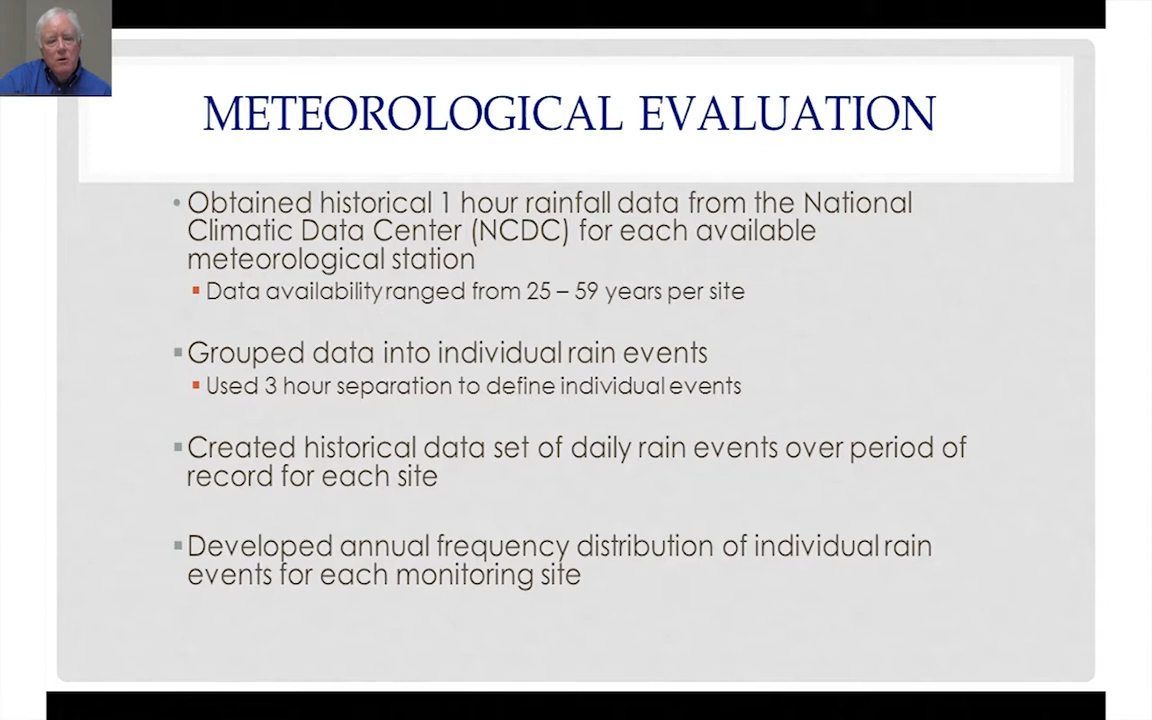 METEOROLOGICAL EVALUATION
• Obtained historical 1 hour rainfall data from the National
Climatic Data Center (NCDC) for each available
meteorological station
▪ Data availability ranged from 25 – 59 years per site
▪ Grouped data into individual rain events
▪ Used 3 hour separation to define individual events
▪ Created historical data set of daily rain events over period of
record for each site
▪ Developed annual frequency distribution of individual rain
events for each monitoring site